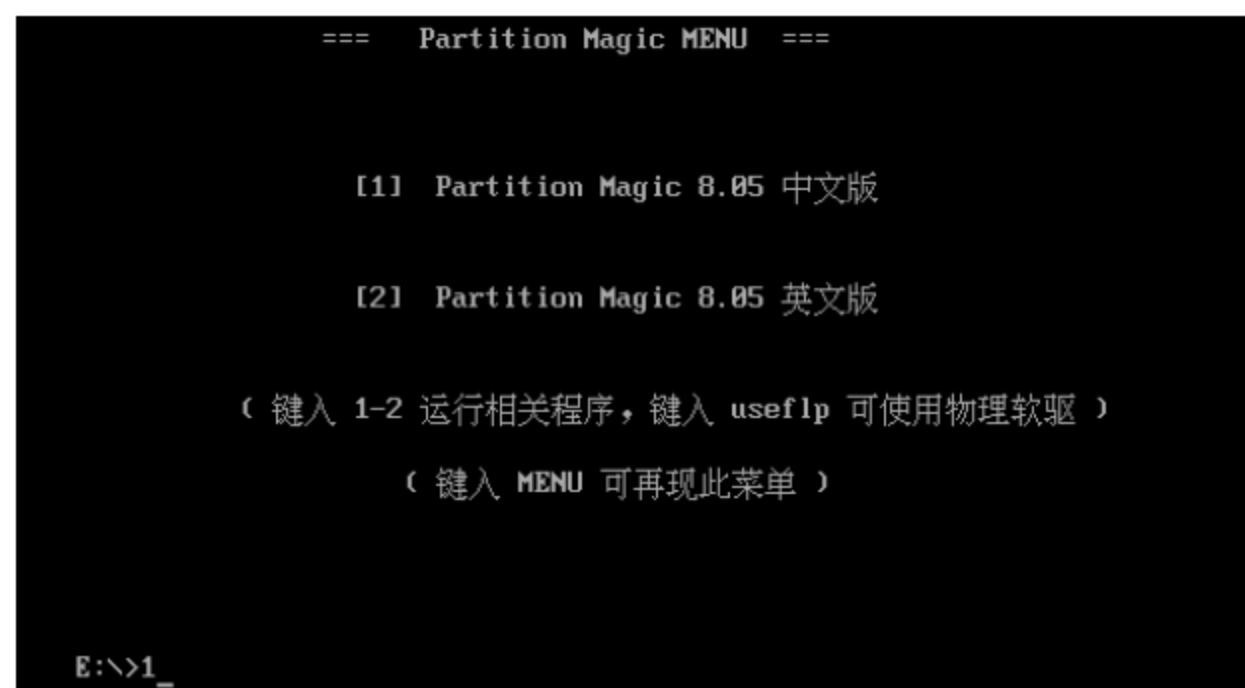 === Partition Magic MENU ===
[1] Partition Magic 8.05 中文版
[2] Partition Magic 8.05 英文版
( 键入 1-2 运行相关程序，键入 useflp 可使用物理软驱 )
( 键入 MENU 可再现此菜单 )
E:\>1_